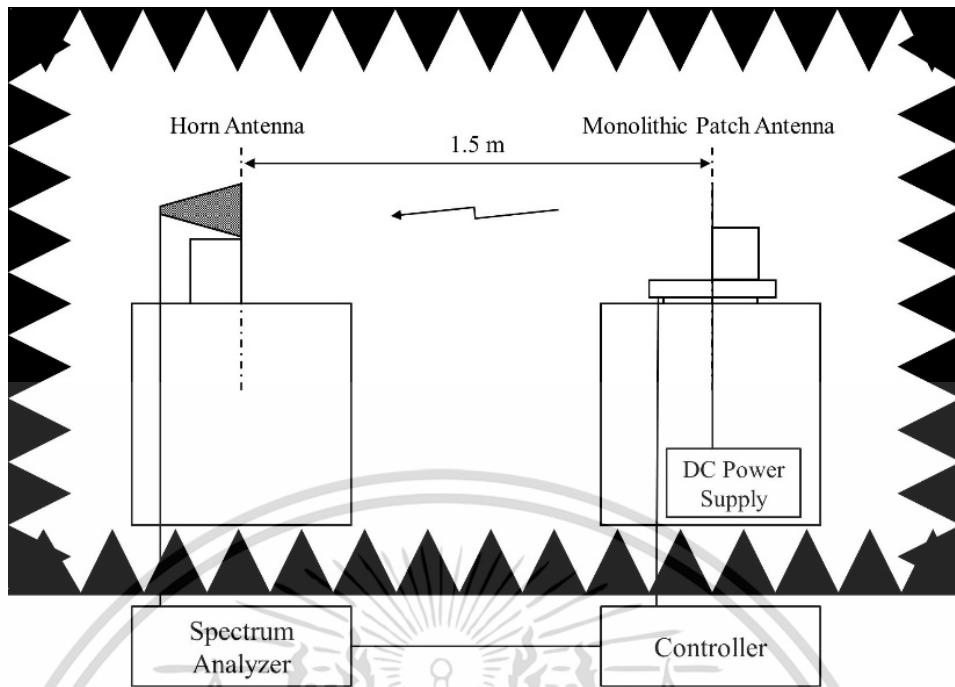 Horn Antenna
Monolithic Patch Antenna
1.5 m
DC Power
Supply
Spectrum
Analyzer
Controller